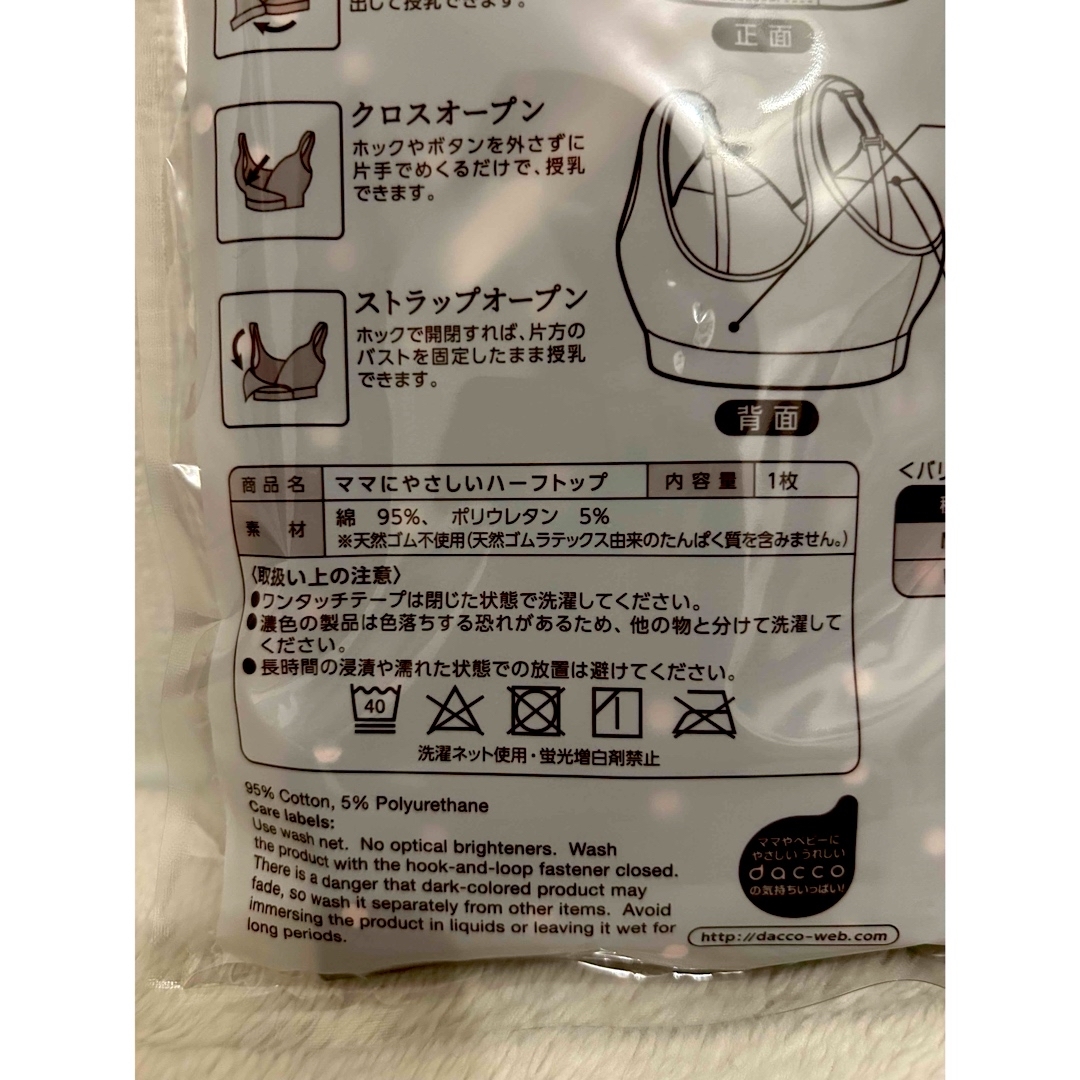 出して授乳できます。
正面
クロスオープン
ホックやボタンを外さずに
片手でめくるだけで、授乳
できます。
ストラップオープン
ホックで開閉すれば、片方の
バストを固定したまま授乳
できます。
背面
商品名 ママにやさしいハーフトップ 内容量 1枚
素材 綿 95%、 ポリウレタン 5%
※天然ゴム不使用(天然ゴムラテックス由来のたんぱく質を含みません。)
<バリ
〈取扱い上の注意〉
●ワンタッチテープは閉じた状態で洗濯してください。
●濃色の製品は色落ちする恐れがあるため、他の物と分けて洗濯して
ください。
●長時間の浸漬や濡れた状態での放置は避けてください。
40
洗濯ネット使用・蛍光増白剤禁止
95% Cotton, 5% Polyurethane
Care labels:
Use wash net. No optical brighteners. Wash
the product with the hook-and-loop fastener closed.
There is a danger that dark-colored product may
fade, so wash it separately from other items. Avoid
immersing the product in liquids or leaving it wet for
long periods.
ママやベビーに
やさしい うれしい
dacco
の気持ちいっぱい!
http://dacco-web.com